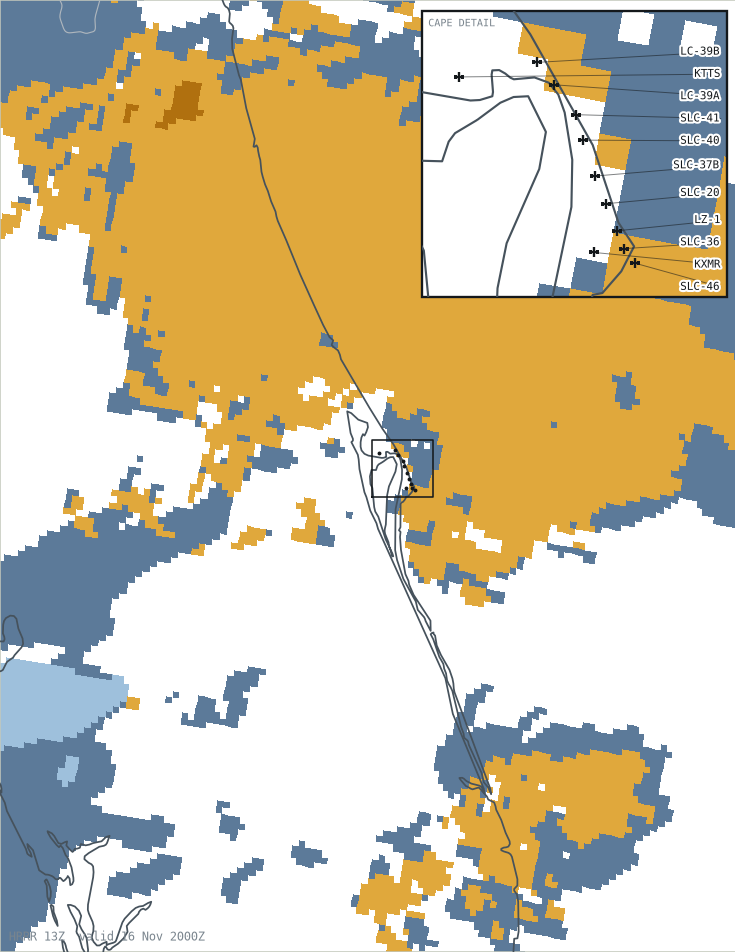 CAPE DETAIL
LC-39B
KTTS
LC-39A
SLC-41
SLC-40
SLC-37B
SLC-20
LZ-1
SLC-36
KXMR
SLC-46
HRRR 13Z valid 16 Nov 2000Z